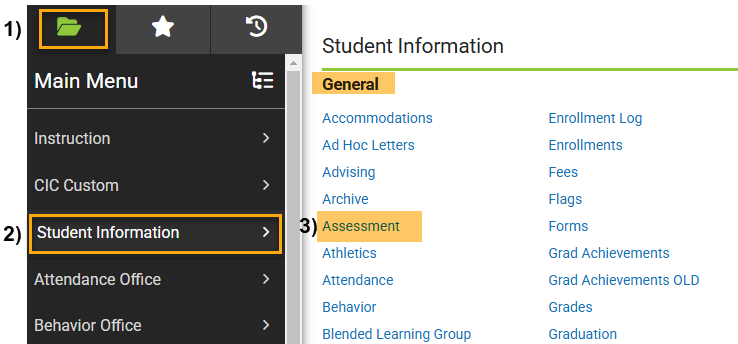 1)
Main Menu
Instruction
CIC Custom
2) Student Information
Attendance Office
Behavior Office
Student Information
General
Accommodations
Ad Hoc Letters
Advising
Archive
3) Assessment
Athletics
Attendance
Behavior
Blended Learning Group
Enrollment Log
Enrollments
Fees
Flags
Forms
Grad Achievements
Grad Achievements OLD
Grades
Graduation